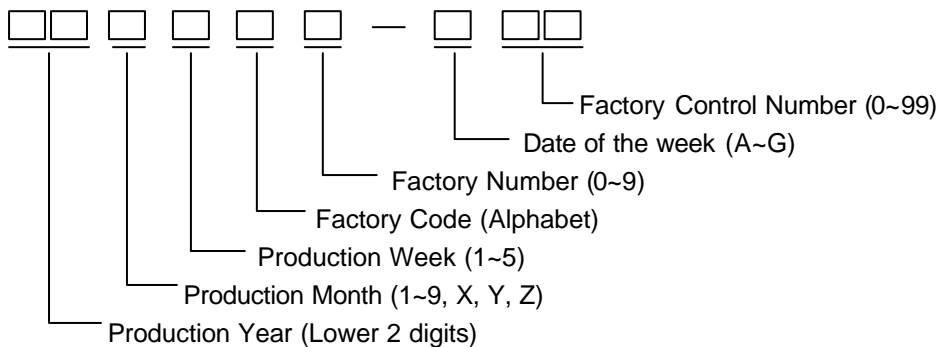 Factory Control Number (0~99)
Date of the week (A~G)
Factory Number (0~9)
Factory Code (Alphabet)
Production Week (1~5)
Production Month (1~9, X, Y, Z)
Production Year (Lower 2 digits)